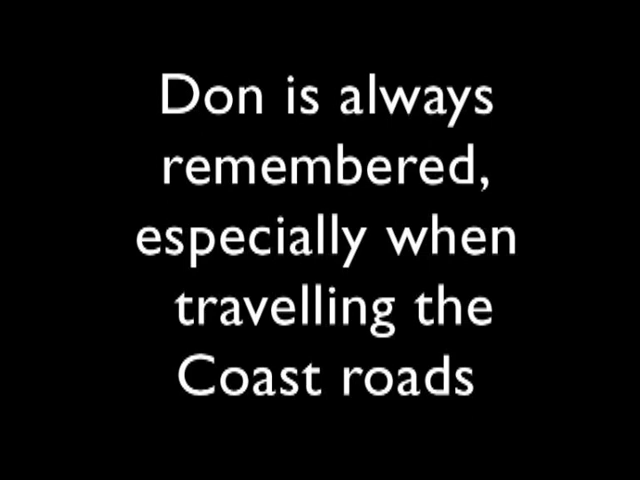 Don is always
remembered,
especially when
travelling the
Coast roads